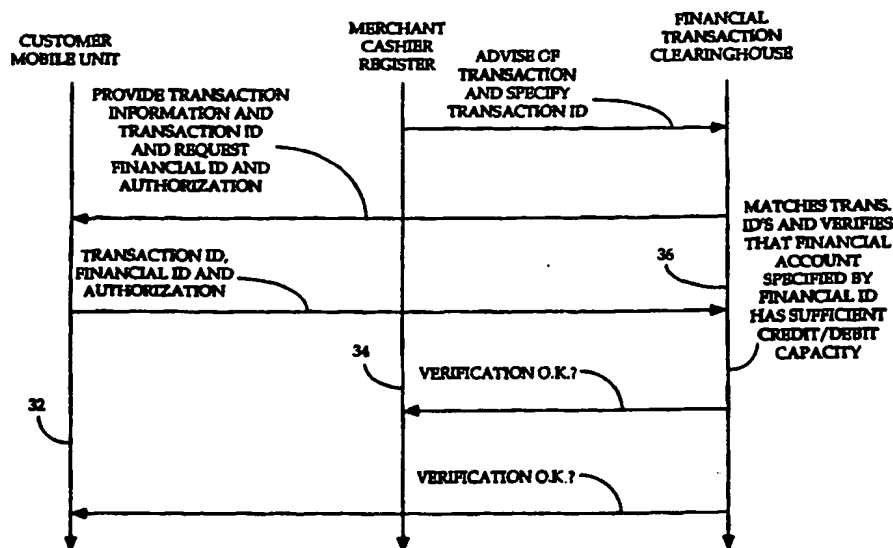 CUSTOMER
MOBILE UNIT
MERCHANT
CASHIER
REGISTER
FINANCIAL
TRANSACTION
CLEARINGHOUSE
ADVISE OF
TRANSACTION
AND SPECIFY
TRANSACTION ID
PROVIDE TRANSACTION
INFORMATION AND
TRANSACTION ID
AND REQUEST
FINANCIAL ID AND
AUTHORIZATION
MATCHES TRANS.
ID'S AND VERIFIES
THAT FINANCIAL
ACCOUNT
SPECIFIED BY
FINANCIAL ID
HAS SUFFICIENT
CREDIT/DEBIT
CAPACITY
TRANSACTION ID,
FINANCIAL ID AND
AUTHORIZATION
36
34
VERIFICATION O.K.?
32
VERIFICATION O.K.?